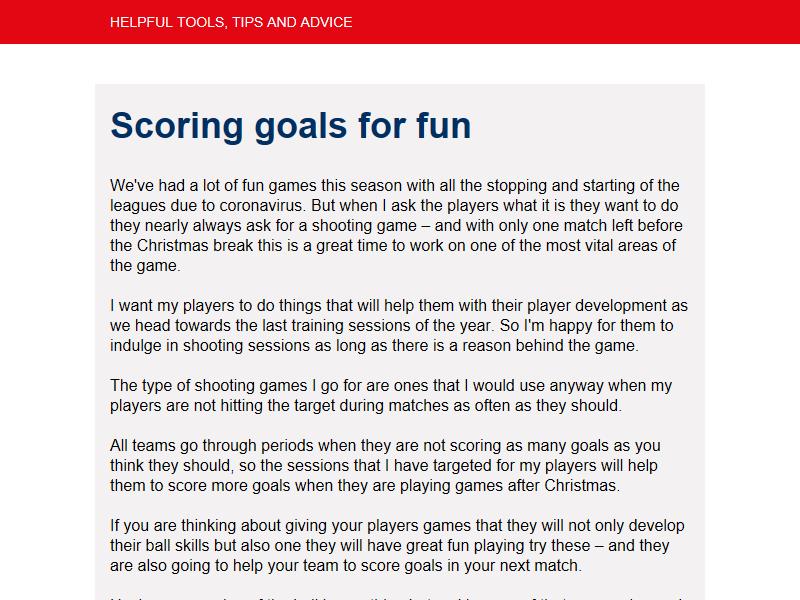 HELPFUL TOOLS, TIPS AND ADVICE
Scoring goals for fun
We've had a lot of fun games this season with all the stopping and starting of the
leagues due to coronavirus. But when I ask the players what it is they want to do
they nearly always ask for a shooting game – and with only one match left before
the Christmas break this is a great time to work on one of the most vital areas of
the game.
I want my players to do things that will help them with their player development as
we head towards the last training sessions of the year. So I'm happy for them to
indulge in shooting sessions as long as there is a reason behind the game.
The type of shooting games I go for are ones that I would use anyway when my
players are not hitting the target during matches as often as they should.
All teams go through periods when they are not scoring as many goals as you
think they should, so the sessions that I have targeted for my players will help
them to score more goals when they are playing games after Christmas.
If you are thinking about giving your players games that they will not only develop
their ball skills but also one they will have great fun playing try these – and they
are also going to help your team to score goals in your next match.